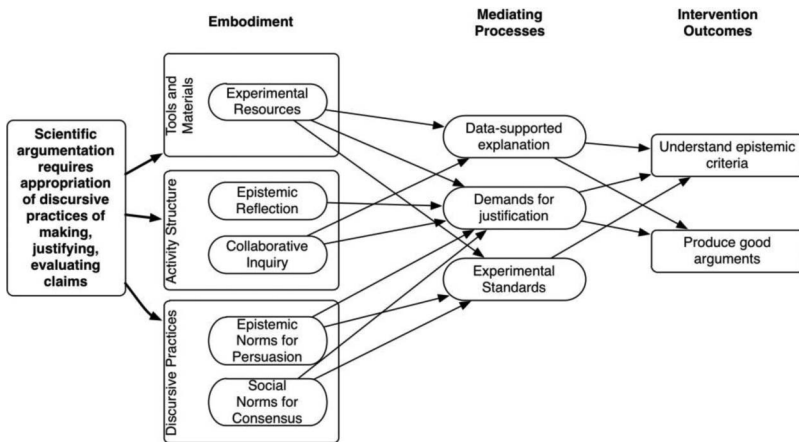 Embodiment
Mediating
Processes
Intervention
Outcomes
Scientific
argumentation
requires
appropriation
of discursive
practices of
making,
justifying,
evaluating
claims
Tools and
Materials
Experimental
Resources
Activity Structure
Epistemic
Reflection
Collaborative
Inquiry
Discursive Practices
Epistemic
Norms for
Persuasion
Social
Norms for
Consensus
Data-supported
explanation
Demands for
justification
Experimental
Standards
Understand epistemic
criteria
Produce good
arguments